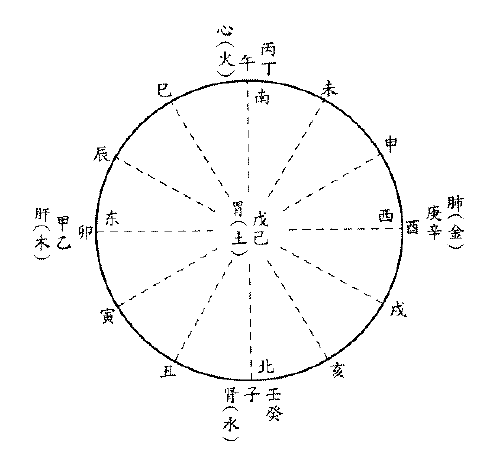 心(火)
午
丙丁
南
巳
未
辰
申
肝(木)
甲乙
卯
东
胃(土)
戊己
西
酉
庚辛
肺(金)
寅
戌
丑
亥
北
肾(水)
子
壬癸